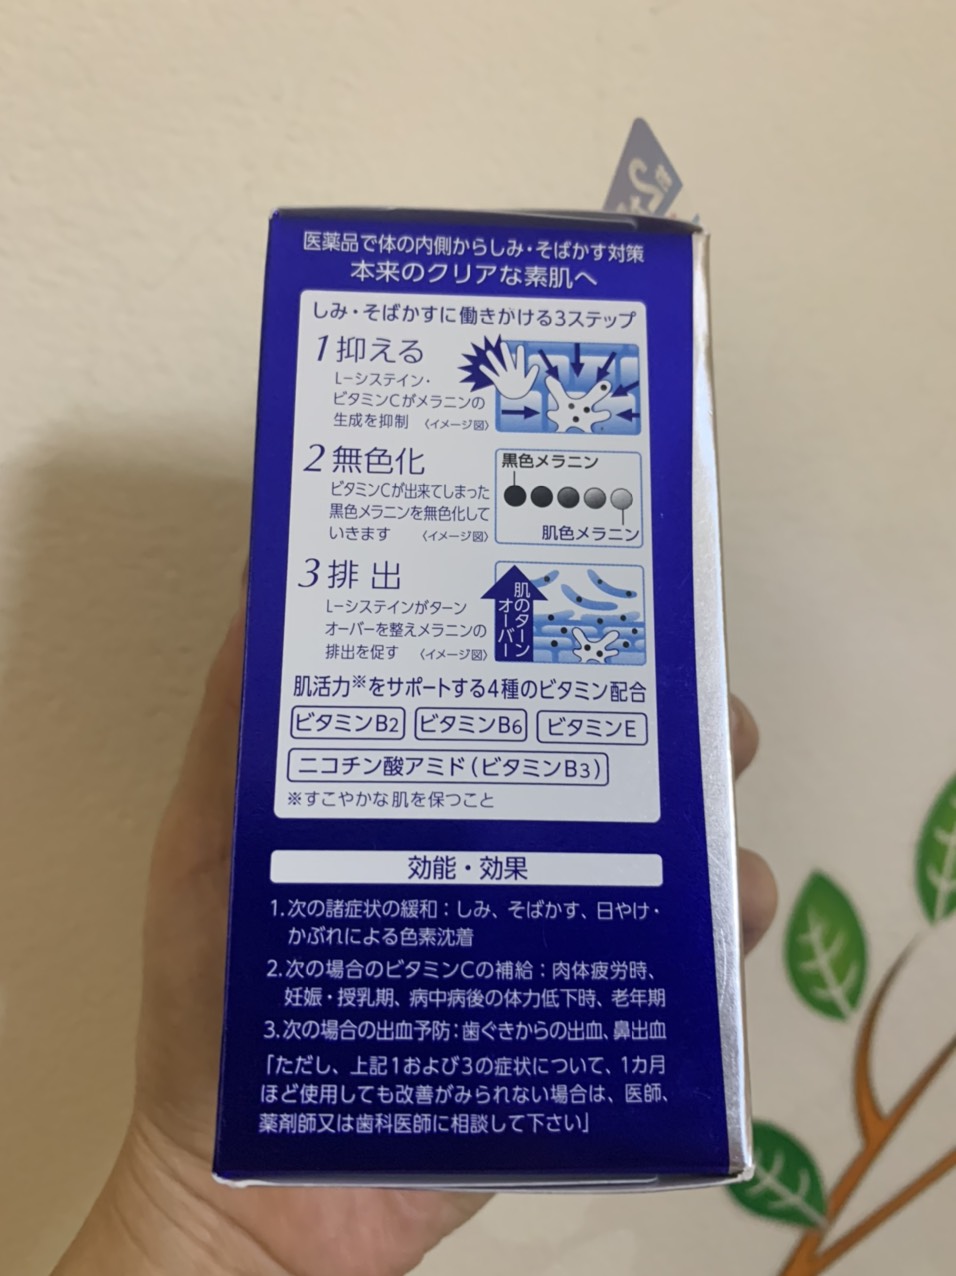 医薬品で体の内側からしみ・そばかす対策
本来のクリアな素肌へ
しみ・そばかすに働きかける3ステップ
1 抑える
L-システイン・
ビタミンCがメラニンの
生成を抑制 〈イメージ図〉
2 無色化
ビタミンCが出来てしまった
黒色メラニンを無色化して
いきます 〈イメージ図〉
黒色メラニン
肌色メラニン
3 排出
L-システインがターン
オーバーを整えメラニンの
排出を促す 〈イメージ図〉
肌のターン
オーバー
肌活力※をサポートする4種のビタミン配合
ビタミンB2 ビタミンB6 ビタミンE
ニコチン酸アミド(ビタミンB3)
※すこやかな肌を保つこと
効能・効果
1.次の諸症状の緩和:しみ、そばかす、日やけ・
かぶれによる色素沈着
2.次の場合のビタミンCの補給:肉体疲労時、
妊娠・授乳期、病中病後の体力低下時、老年期
3.次の場合の出血予防:歯ぐきからの出血、鼻出血
「ただし、上記1および3の症状について、1カ月
ほど使用しても改善がみられない場合は、医師、
薬剤師又は歯科医師に相談して下さい」